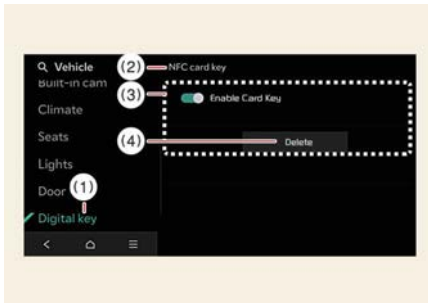 Vehicle
(2)
NFC card key
Built-in cam
(3)
Enable Card Key
Climate
Seats
(4)
Delete
Lights
Door
(1)
Digital key